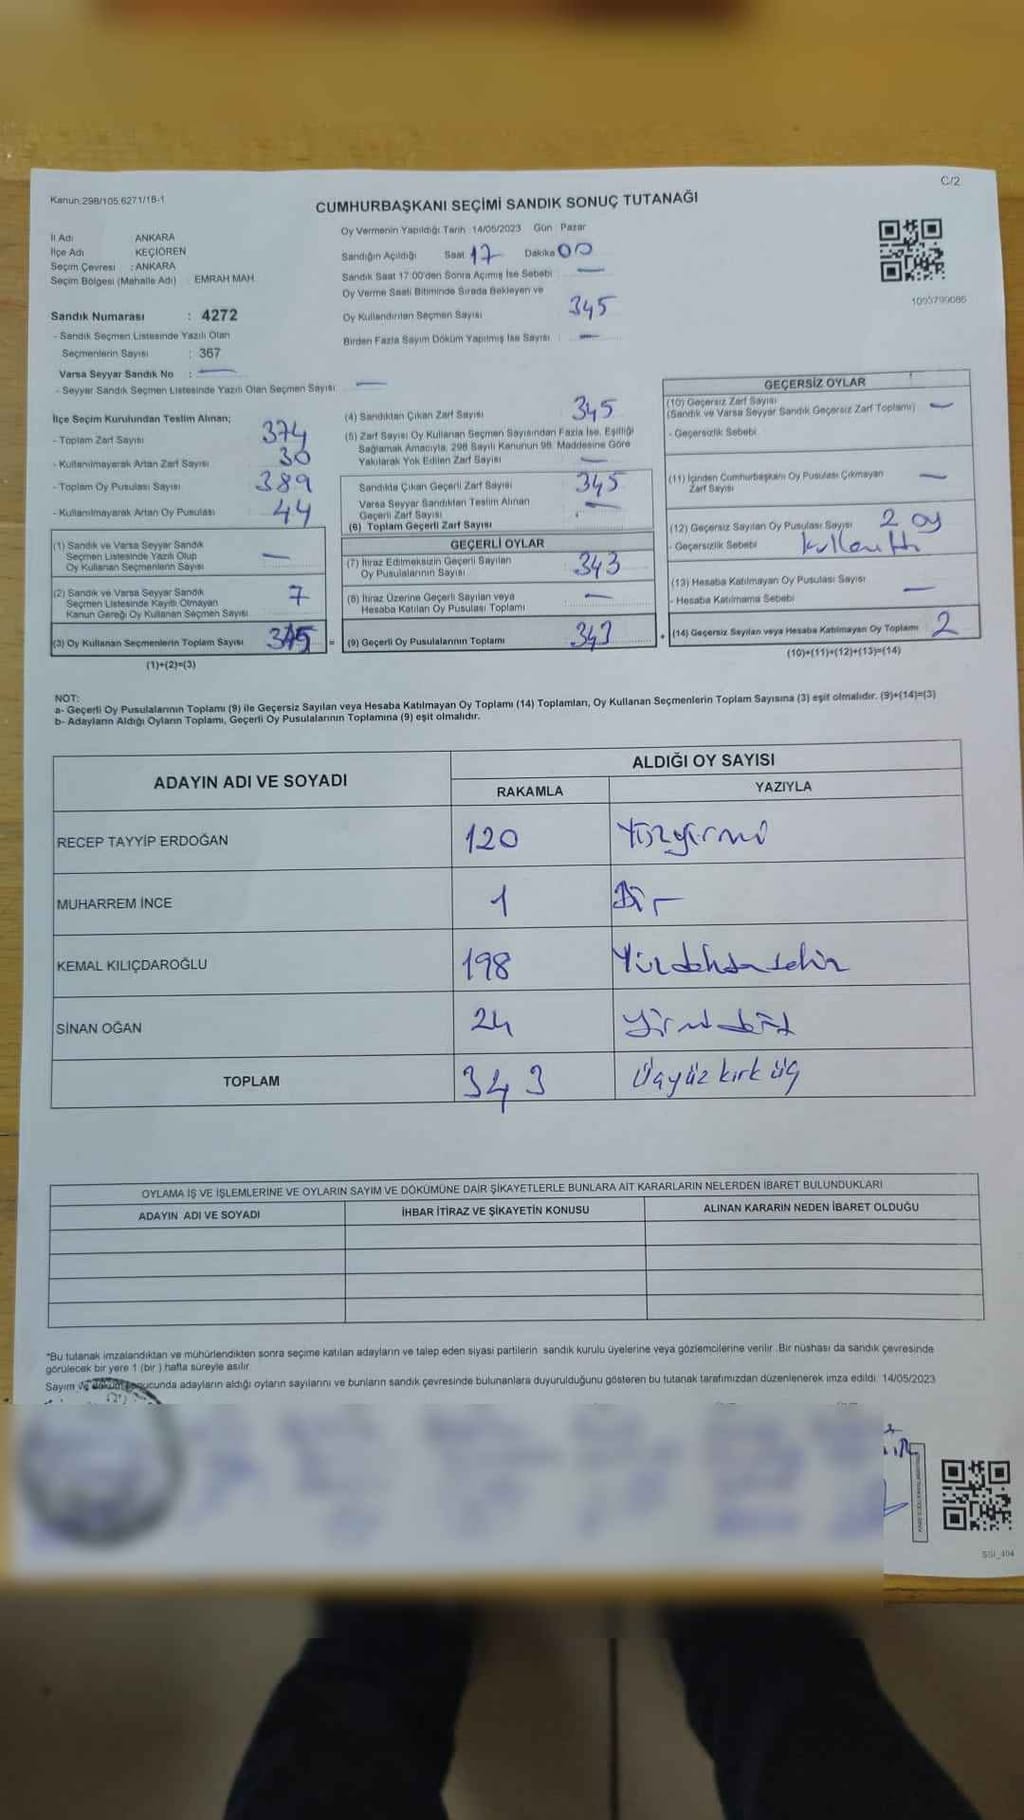 C/2
Kanun:298/105.6271/18-1
CUMHURBAŞKANI SEÇİMİ SANDIK SONUÇ TUTANAĞI
İl Adı ANKARA
İlçe Adı KEÇİÖREN
Seçim Çevresi : ANKARA
Seçim Bölgesi (Mahalle Adı) EMRAH MAH.
Oy Vermenin Yapıldığı Tarih 14/05/2023 Gün Pazar
Sandığın Açıldığı Saat 17 Dakika 00
Sandık Saat 17:00'den Sonra Açımış İse Sebebi —
Oy Verme Saati Bitiminde Sırada Bekleyen ve
Oy Kullandırılan Seçmen Sayısı 345
Birden Fazla Sayım Döküm Yapılmış İse Sayısı —
1093799086
Sandık Numarası : 4272
- Sandık Seçmen Listesinde Yazılı Olan
Seçmenlerin Sayısı : 367
Varsa Seyyar Sandık No : —
- Seyyar Sandık Seçmen Listesinde Yazılı Olan Seçmen Sayısı —
İlçe Seçim Kurulundan Teslim Alınan;
- Toplam Zarf Sayısı 374
- Kullanılmayarak Artan Zarf Sayısı 30
- Toplam Oy Pusulası Sayısı 389
- Kullanılmayarak Artan Oy Pusulası 44
(1) Sandık ve Varsa Seyyar Sandık
Seçmen Listesinde Yazılı Olup
Oy Kullanan Seçmenlerin Sayısı —
(2) Sandık ve Varsa Seyyar Sandık
Seçmen Listesinde Kayıtlı Olmayan
Kanun Gereği Oy Kullanan Seçmen Sayısı 7
(3) Oy Kullanan Seçmenlerin Toplam Sayısı 345 =
(1)+(2)=(3)
(4) Sandıktan Çıkan Zarf Sayısı 345
(5) Zarf Sayısı Oy Kullanan Seçmen Sayısından Fazla İse, Eşitliği
Sağlamak Amacıyla, 298 Sayılı Kanunun 98. Maddesine Göre
Yakılarak Yok Edilen Zarf Sayısı —
Sandıkta Çıkan Geçerli Zarf Sayısı 345
Varsa Seyyar Sandıktan Teslim Alınan
Geçerli Zarf Sayısı —
(6) Toplam Geçerli Zarf Sayısı
GEÇERLİ OYLAR
(7) İtiraz Edilmeksizin Geçerli Sayılan
Oy Pusulalarının Sayısı 343
(8) İtiraz Üzerine Geçerli Sayılan veya
Hesaba Katılan Oy Pusulası Toplamı —
(9) Geçerli Oy Pusulalarının Toplamı 343 +
GEÇERSİZ OYLAR
(10) Geçersiz Zarf Sayısı
(Sandık ve Varsa Seyyar Sandık Geçersiz Zarf Toplamı) —
- Geçersizlik Sebebi
(11) İçinden Cumhurbaşkanı Oy Pusulası Çıkmayan
Zarf Sayısı —
(12) Geçersiz Sayılan Oy Pusulası Sayısı 2 oy
- Geçersizlik Sebebi
(13) Hesaba Katılmayan Oy Pusulası Sayısı
- Hesaba Katılmama Sebebi —
(14) Geçersiz Sayılan veya Hesaba Katılmayan Oy Toplamı 2
(10)+(11)+(12)+(13)=(14)
NOT:
a- Geçerli Oy Pusulalarının Toplamı (9) ile Geçersiz Sayılan veya Hesaba Katılmayan Oy Toplamı (14) Toplamları, Oy Kullanan Seçmenlerin Toplam Sayısına (3) eşit olmalıdır. (9)+(14)=(3)
b- Adayların Aldığı Oyların Toplamı, Geçerli Oy Pusulalarının Toplamına (9) eşit olmalıdır.
ADAYIN ADI VE SOYADI ALDIĞI OY SAYISI
RAKAMLA YAZIYLA
RECEP TAYYİP ERDOĞAN 120 Yüzyirmi
MUHARREM İNCE 1 Bir
KEMAL KILIÇDAROĞLU 198 Yüzdoksansekiz
SİNAN OĞAN 24 Yirmidört
TOPLAM 343 Üçyüz kırk üç
OYLAMA İŞ VE İŞLEMLERİNE VE OYLARIN SAYIM VE DÖKÜMÜNE DAİR ŞİKAYETLERLE BUNLARA AİT KARARLARIN NELERDEN İBARET BULUNDUKLARI
ADAYIN ADI VE SOYADI İHBAR İTİRAZ VE ŞİKAYETİN KONUSU ALINAN KARARIN NEDEN İBARET OLDUĞU
*Bu tutanak imzalandıktan ve mühürlendikten sonra seçime katılan adayların ve talep eden siyasi partilerin sandık kurulu üyelerine veya gözlemcilerine verilir. Bir nüshası da sandık çevresinde
görülecek bir yere 1 (bir) hafta süreyle asılır.
Sayım ve sonucunda adayların aldığı oyların sayılarını ve bunların sandık çevresinde bulunanlara duyurulduğunu gösteren bu tutanak tarafımızdan düzenlenerek imza edildi. 14/05/2023